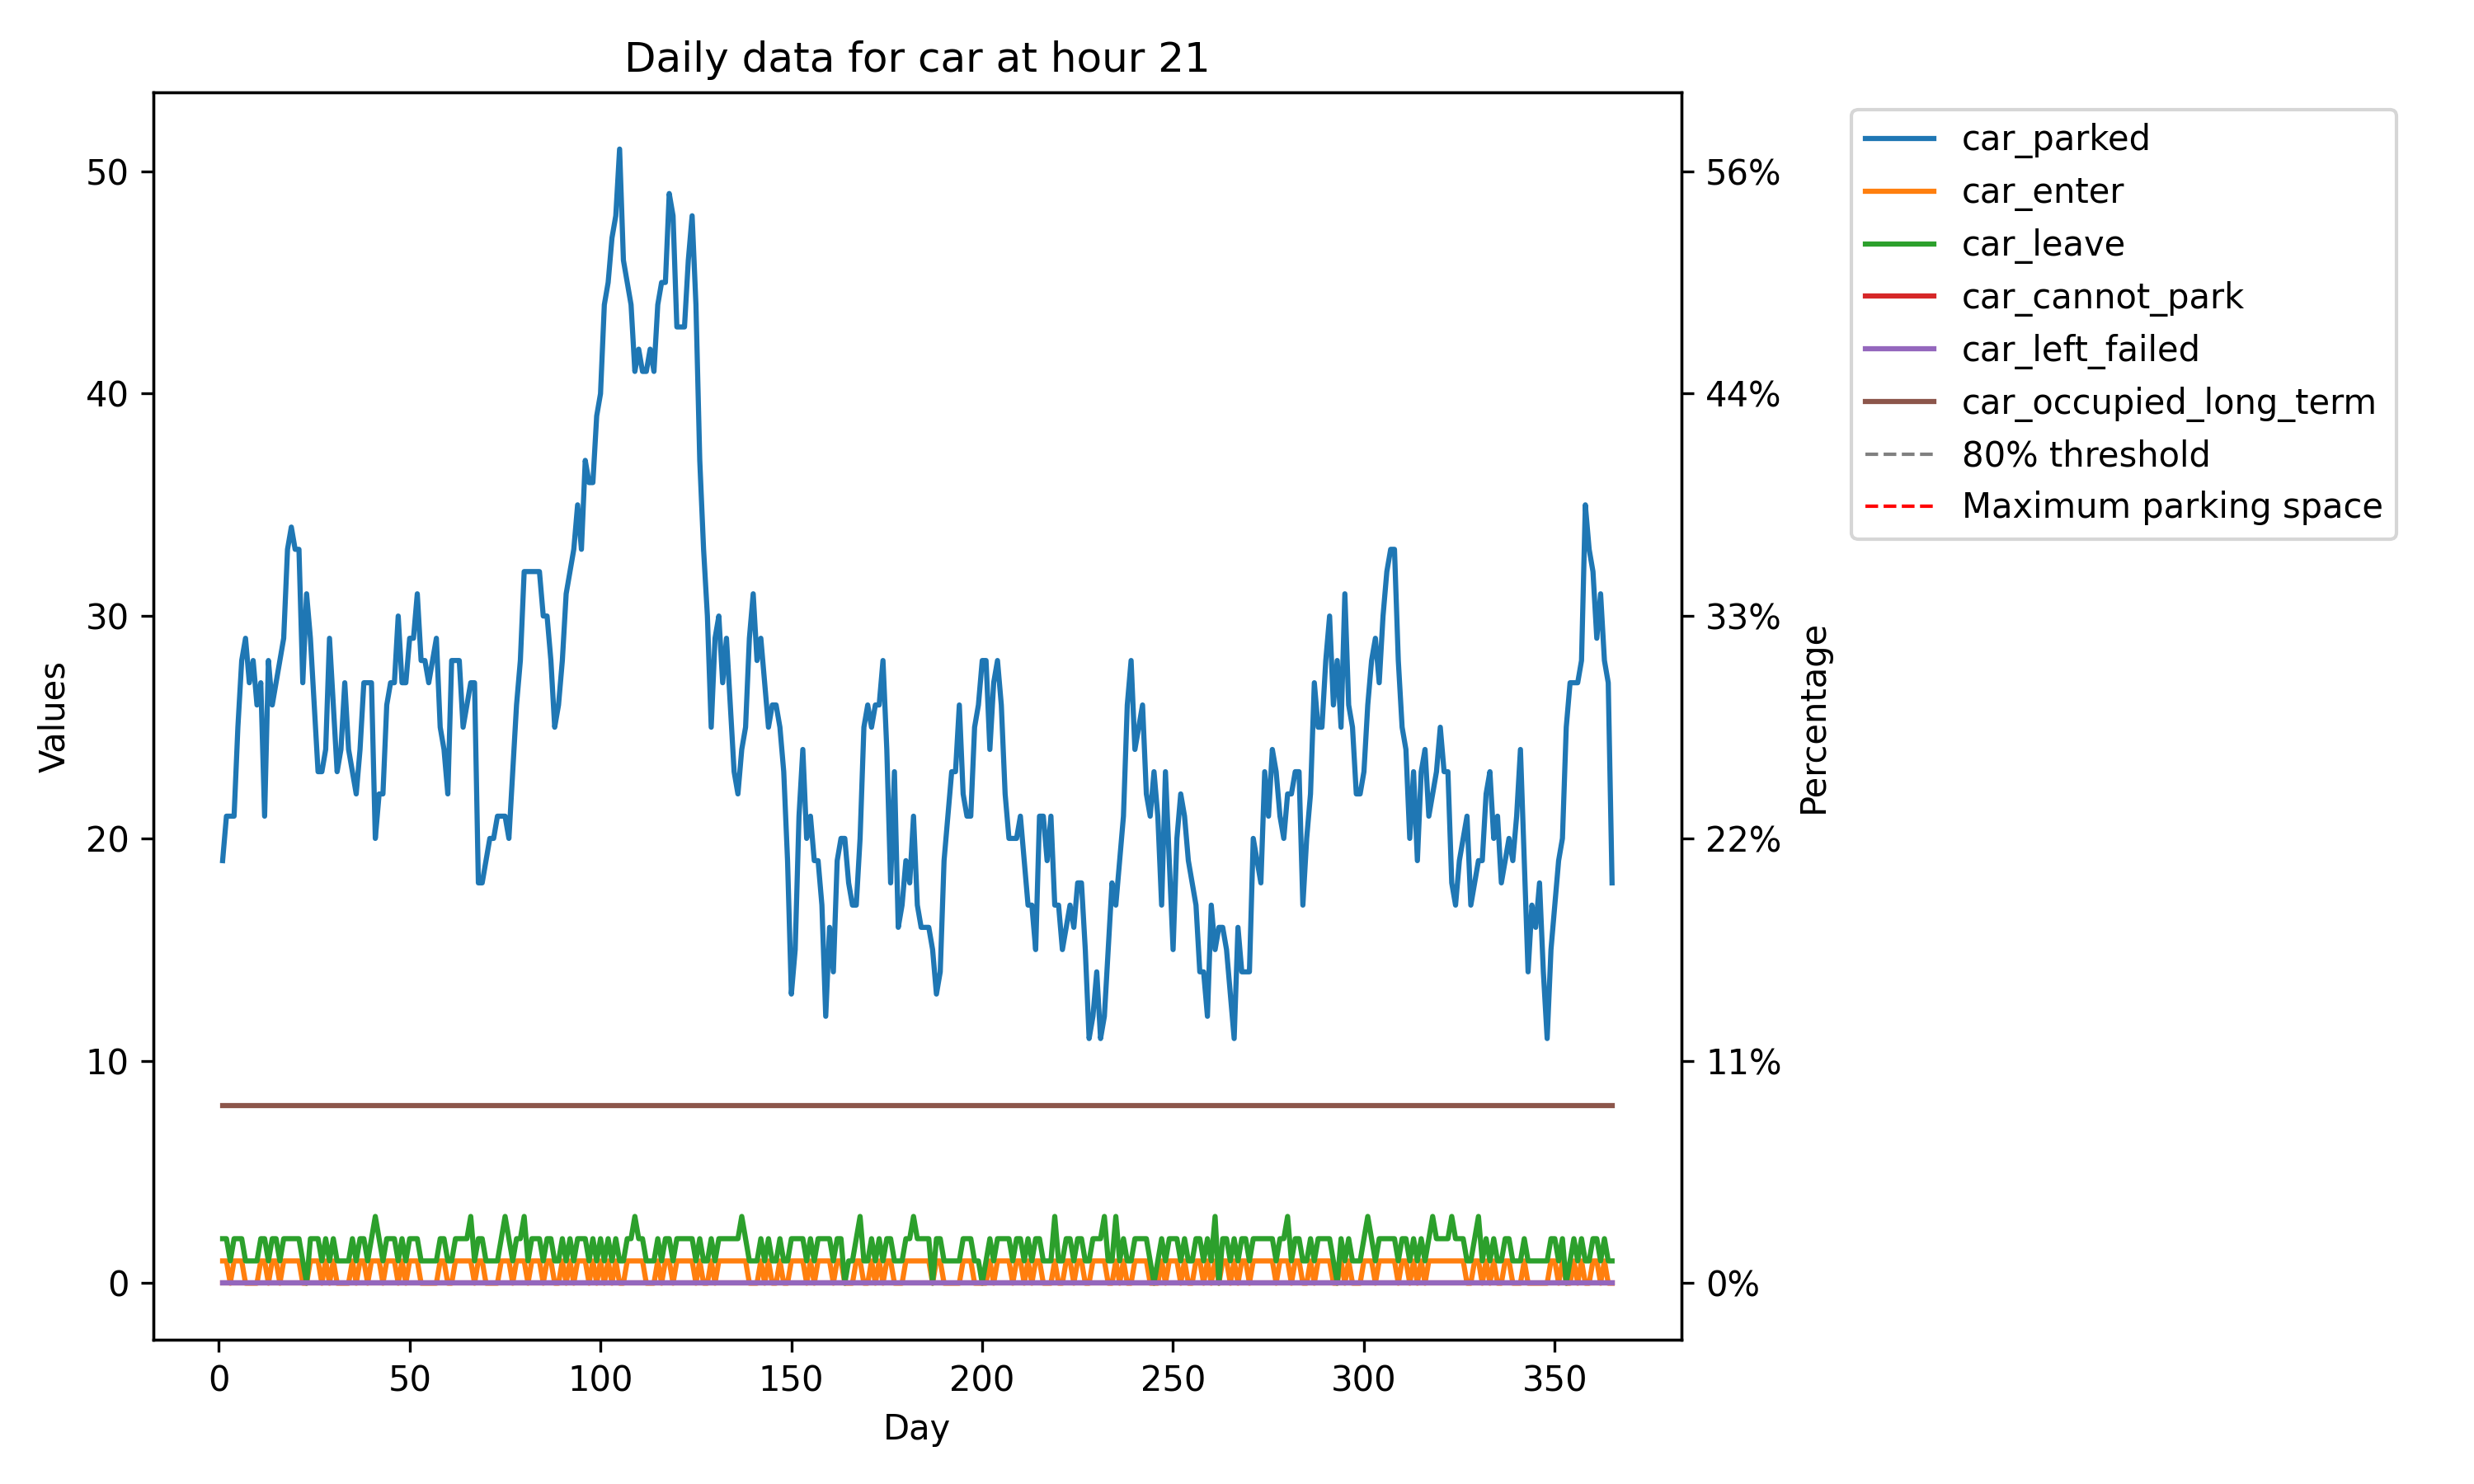 Daily data for car at hour 21
Values
50
40
30
20
10
0
56%
44%
33%
22%
11%
0%
Percentage
0 50 100 150 200 250 300 350
Day
car_parked
car_enter
car_leave
car_cannot_park
car_left_failed
car_occupied_long_term
80% threshold
Maximum parking space